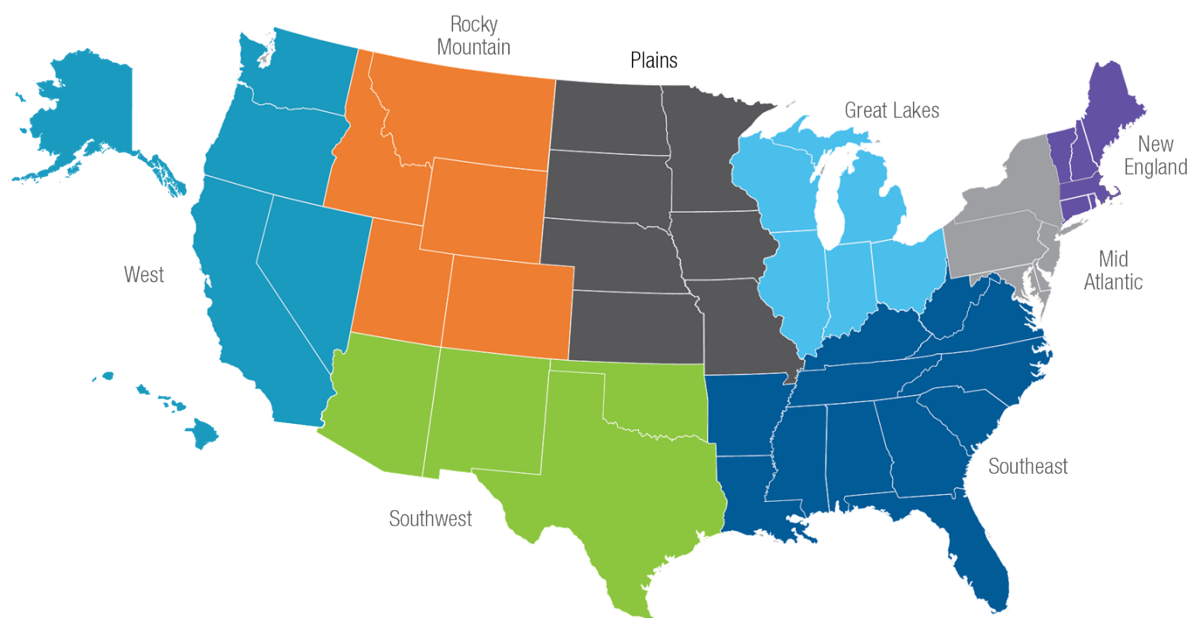 Rocky
Mountain
Plains
Great Lakes
New
England
West
Mid
Atlantic
Southeast
Southwest